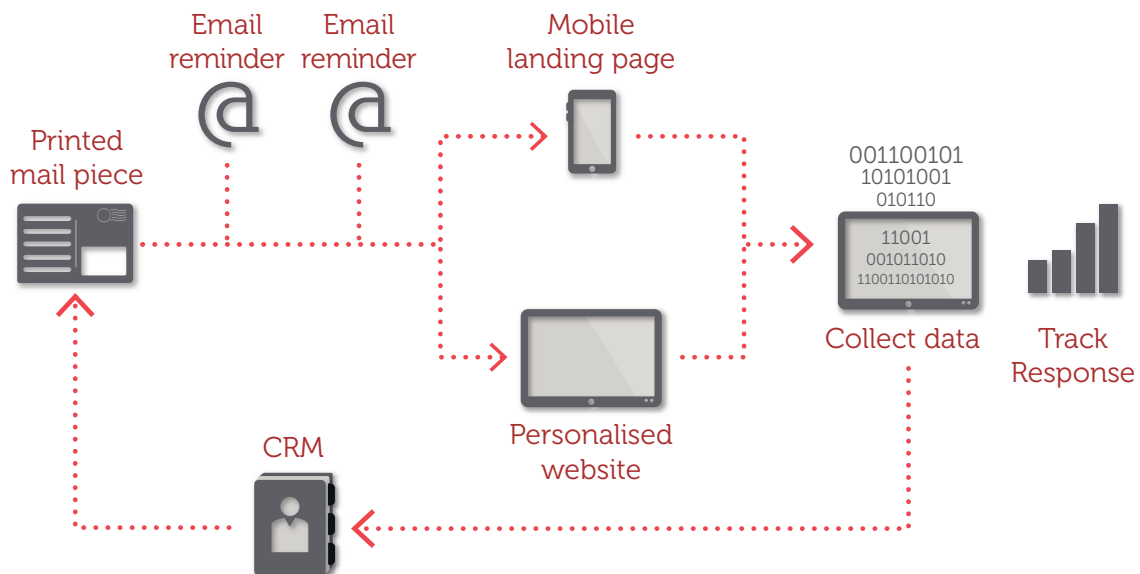 Email
reminder
Email
reminder
Mobile
landing page
Printed
mail piece
001100101
10101001
010110
11001
001011010
1100110101010
Collect data
Track
Response
Personalised
website
CRM